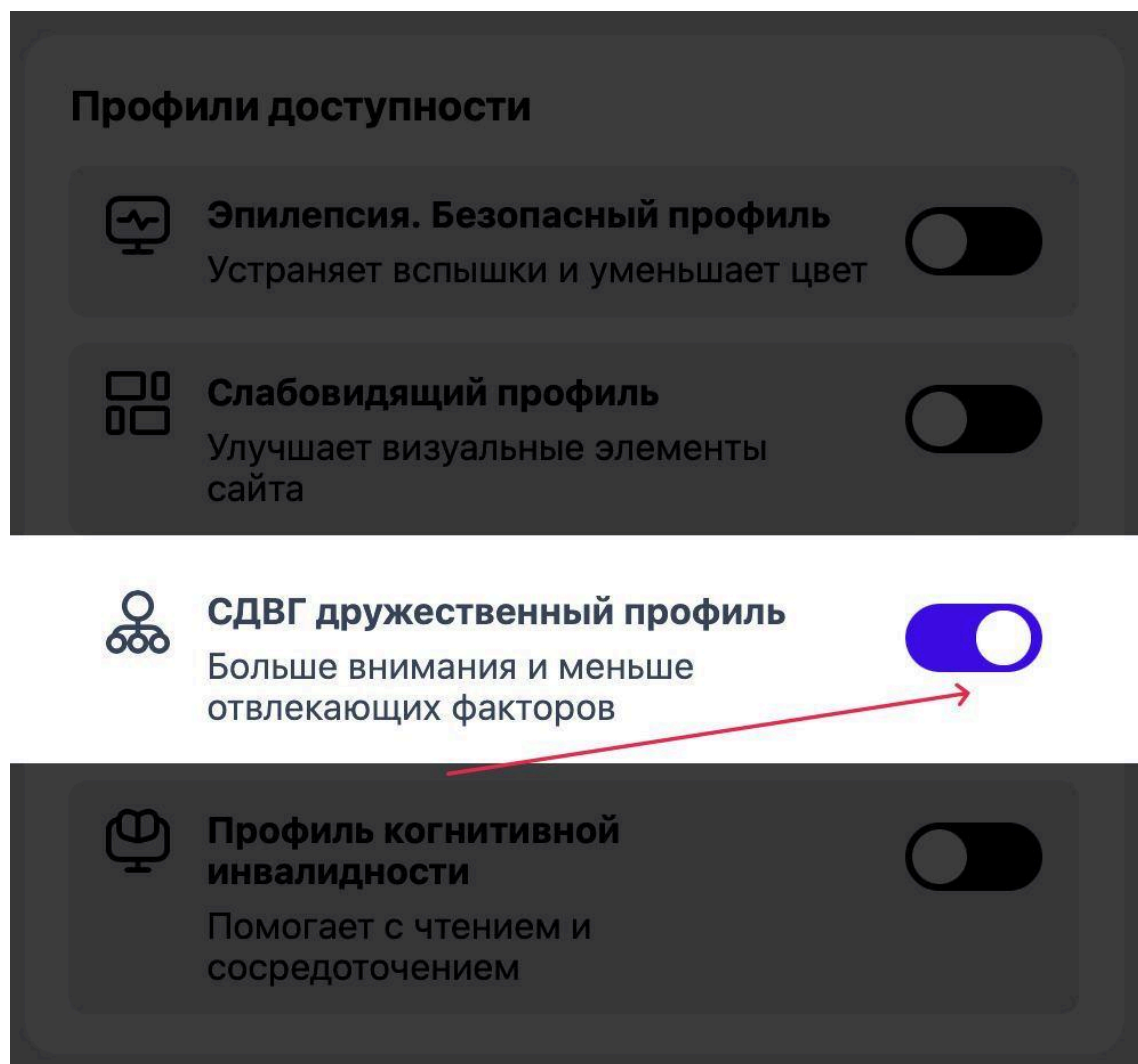 Профили доступности
Эпилепсия. Безопасный профиль
Устраняет вспышки и уменьшает цвет
Слабовидящий профиль
Улучшает визуальные элементы
сайта
СДВГ дружественный профиль
Больше внимания и меньше
отвлекающих факторов
Профиль когнитивной
инвалидности
Помогает с чтением и
сосредоточением